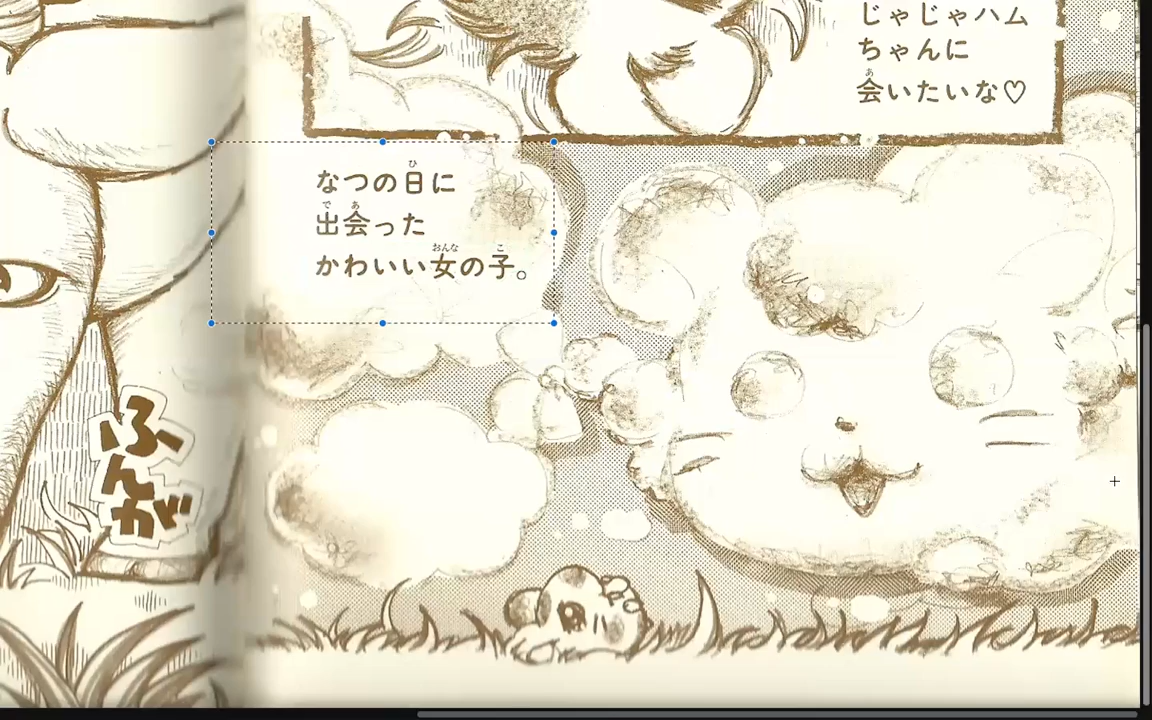 じゃじゃハム
ちゃんに
会いたいな♡
なつの日に
出会った
かわいい女の子。
ふんが